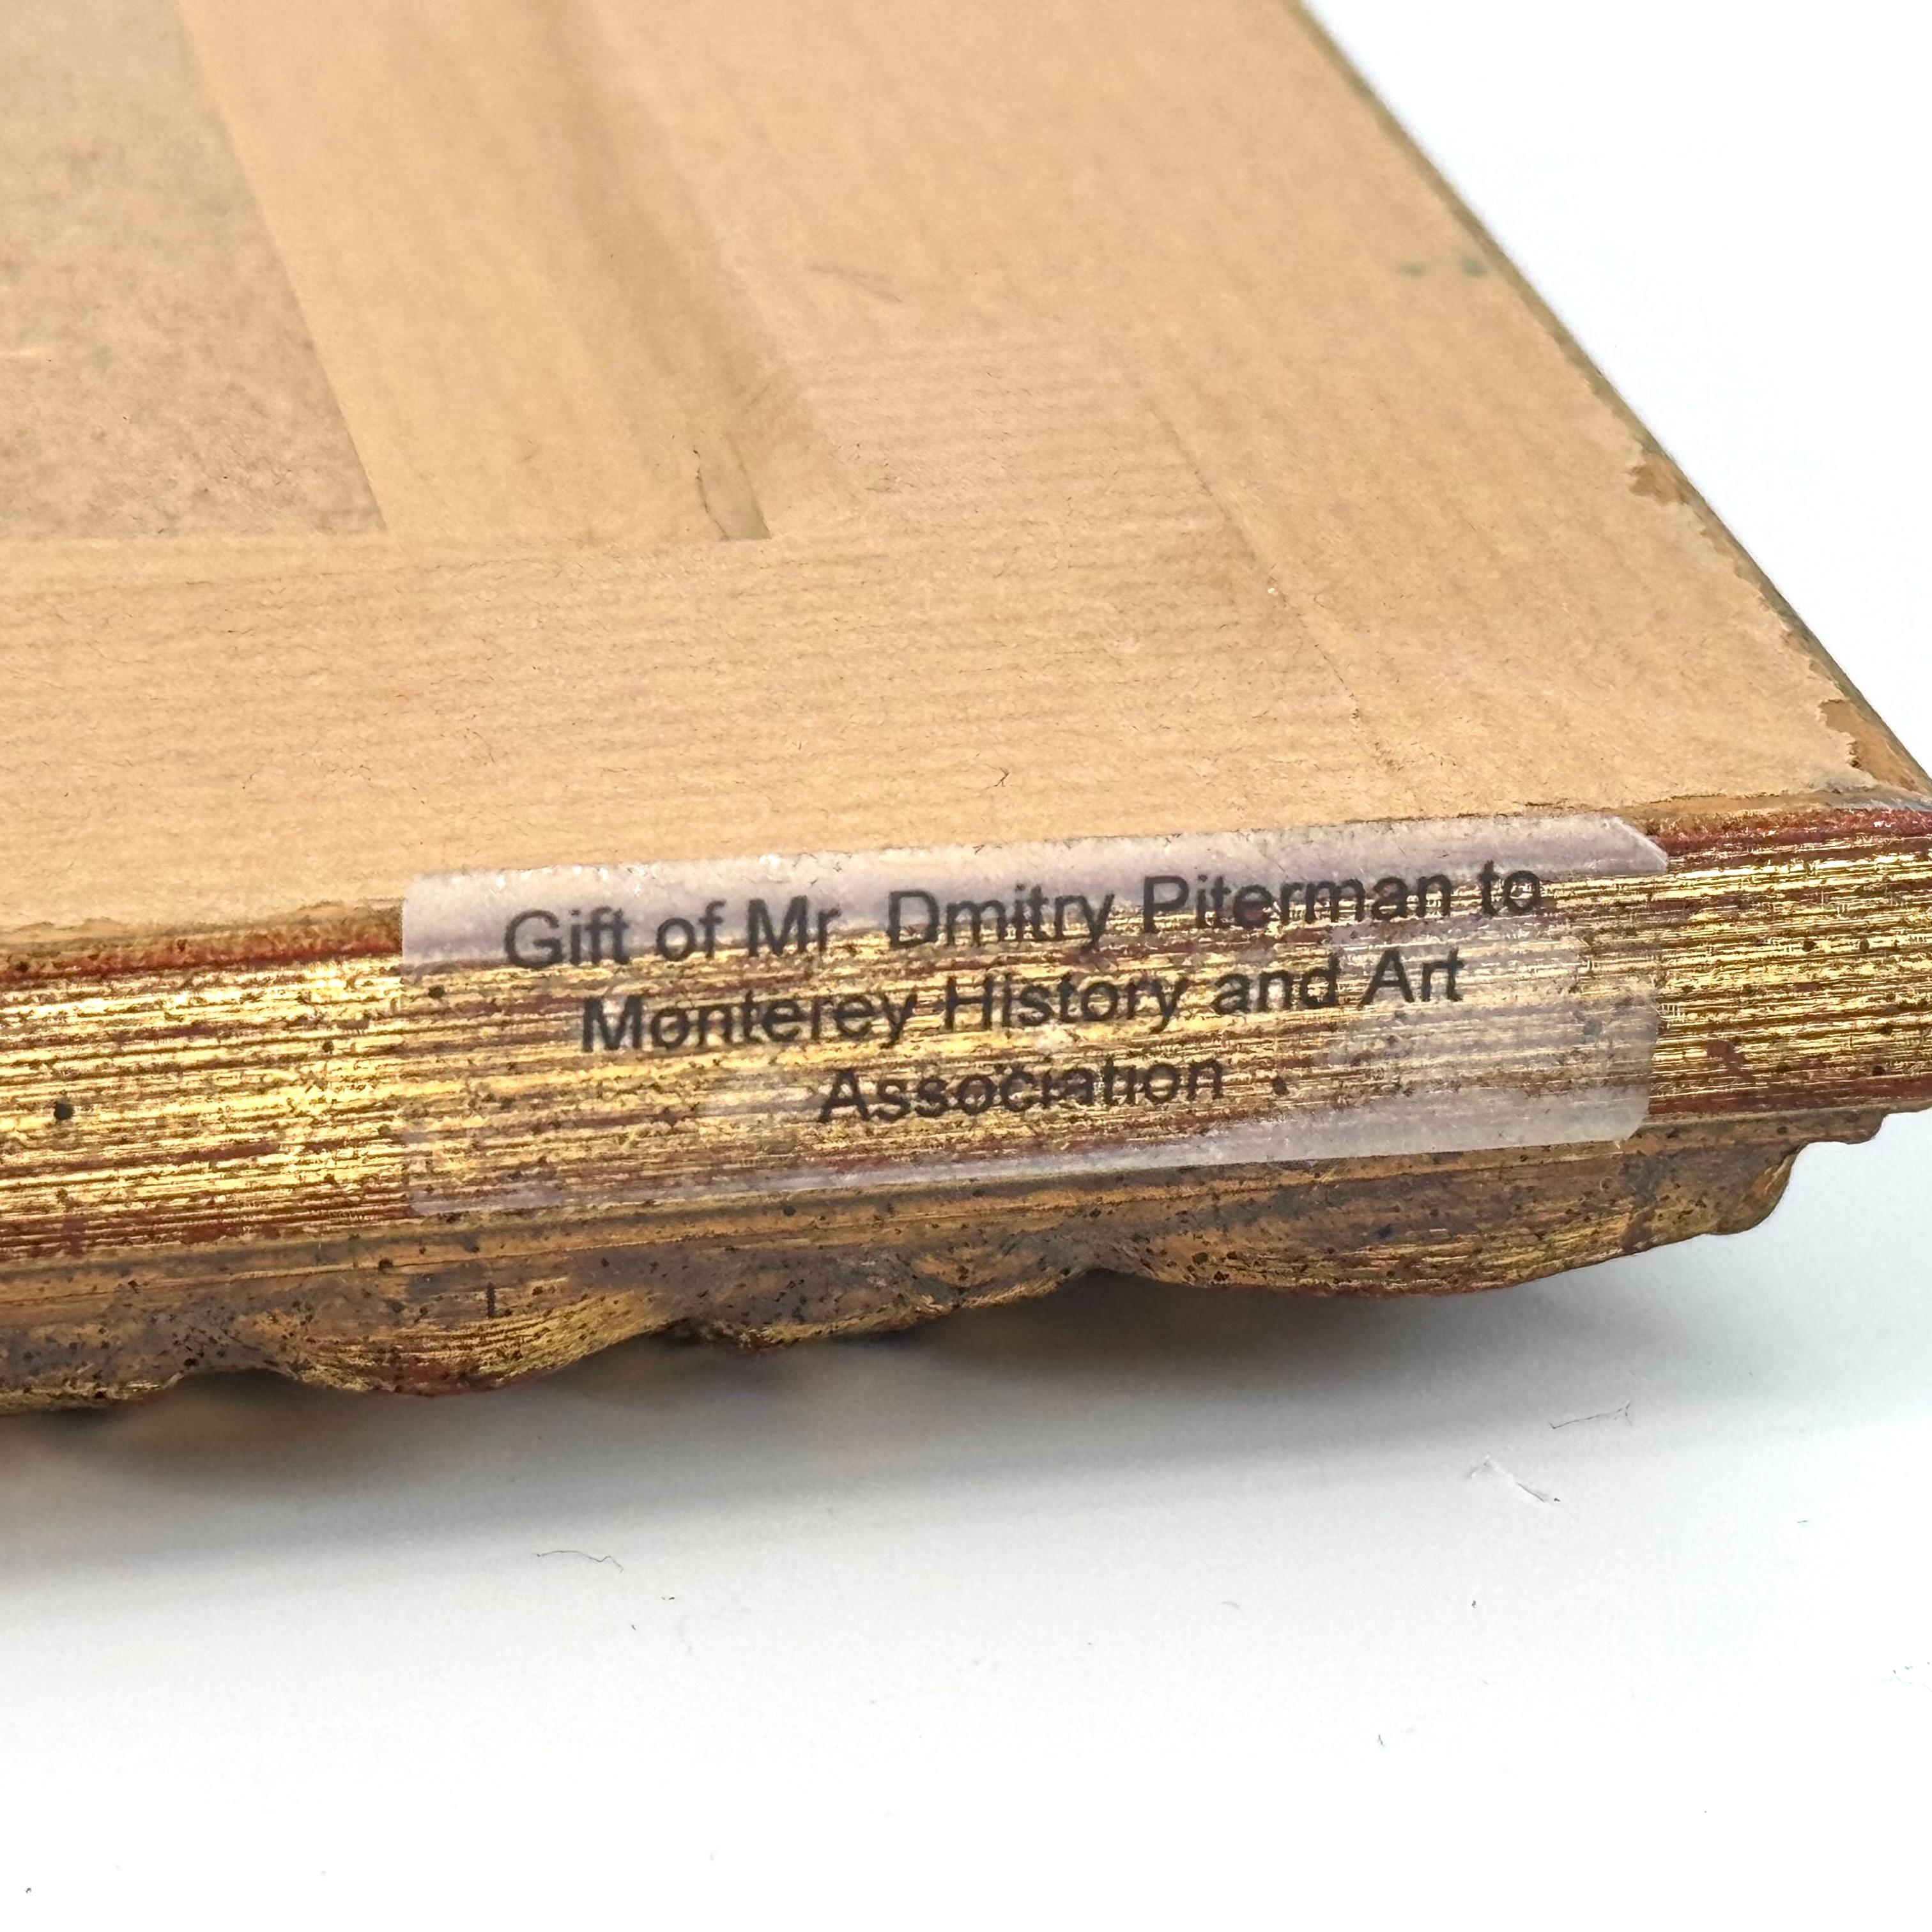 Gift of Mr. Dmitry Piterman to
Monterey History and Art
Association